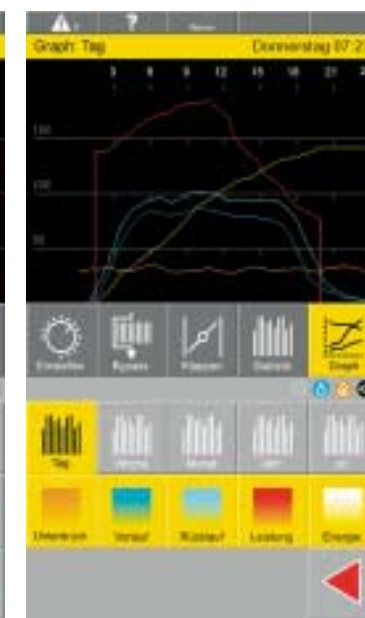 Graph: Tag Donnerstag 07:2
3 6 9 12 15 18 21
150
100
50
Einstellen Bypass Klappen Statistik Graph
Tag Woche Monat Jahr
Unterdruck Vorlauf Rücklauf Leistung Energie